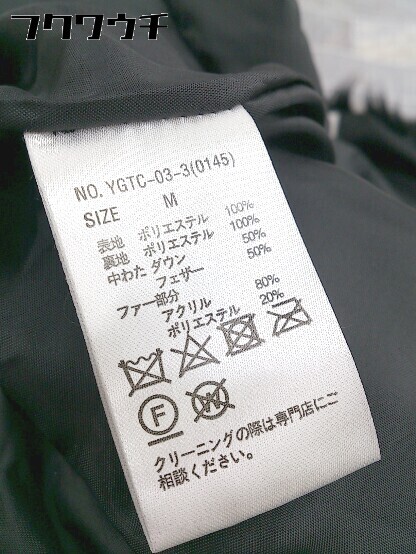 フクワウチ
NO. YGTC-03-3(0145)
SIZE M
表地 ポリエステル 100%
裏地 ポリエステル 100%
中わた ダウン 50%
フェザー 50%
ファー部分
アクリル 80%
ポリエステル 20%
F
W
クリーニングの際は専門店にご
相談ください。